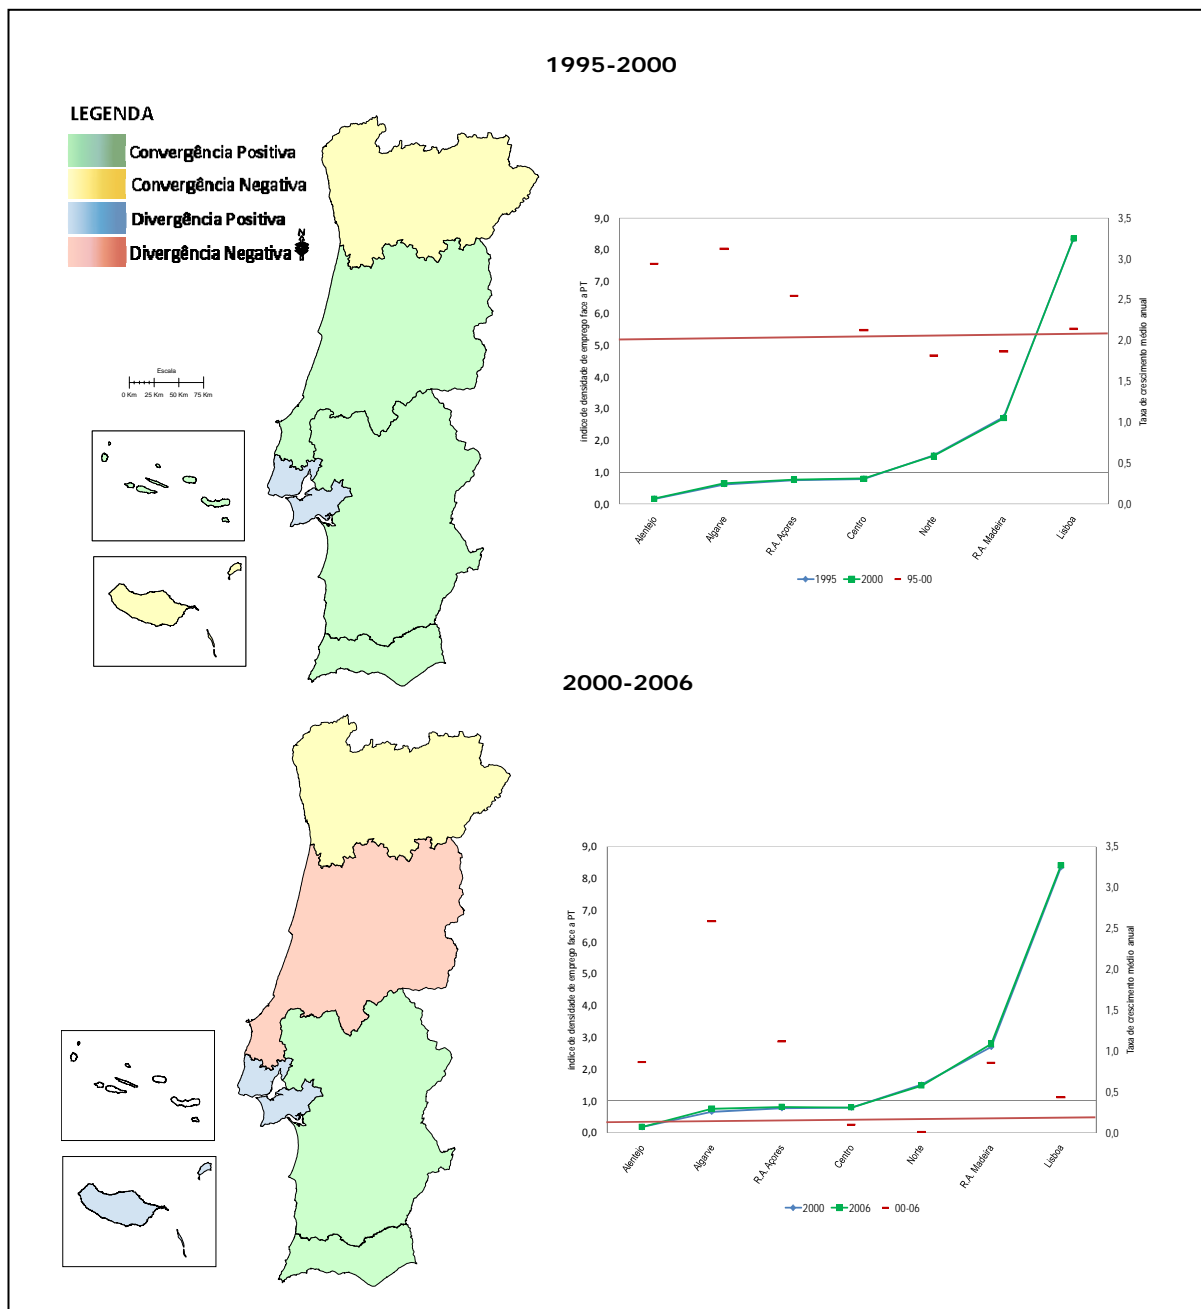 1995-2000
LEGENDA
Convergência Positiva
Convergência Negativa
Divergência Positiva
Divergência Negativa
N
Escala
0 Km 25 Km 50 Km 75 Km
índice de densidade de emprego face a PT
9,0
8,0
7,0
6,0
5,0
4,0
3,0
2,0
1,0
0,0
3,5
3,0
2,5
2,0
1,5
1,0
0,5
0,0
Taxa de crescimento médio anual
Alentejo
Algarve
R.A. Açores
Centro
Norte
R.A. Madeira
Lisboa
1995 2000 95-00
2000-2006
índice de densidade de emprego face a PT
9,0
8,0
7,0
6,0
5,0
4,0
3,0
2,0
1,0
0,0
3,5
3,0
2,5
2,0
1,5
1,0
0,5
0,0
Taxa de crescimento médio anual
Alentejo
Algarve
R.A. Açores
Centro
Norte
R.A. Madeira
Lisboa
2000 2006 00-06